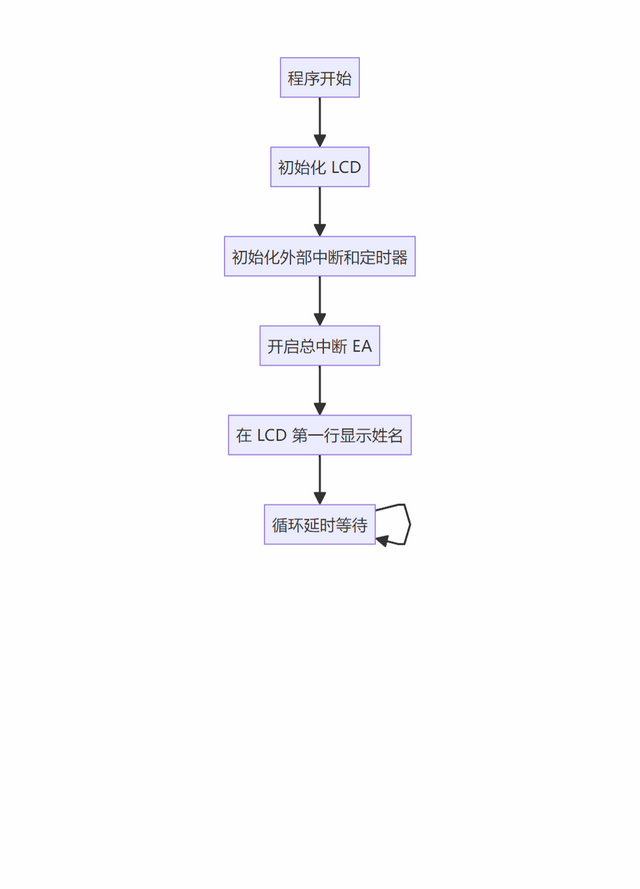 程序开始
初始化 LCD
初始化外部中断和定时器
开启总中断 EA
在 LCD 第一行显示姓名
循环延时等待